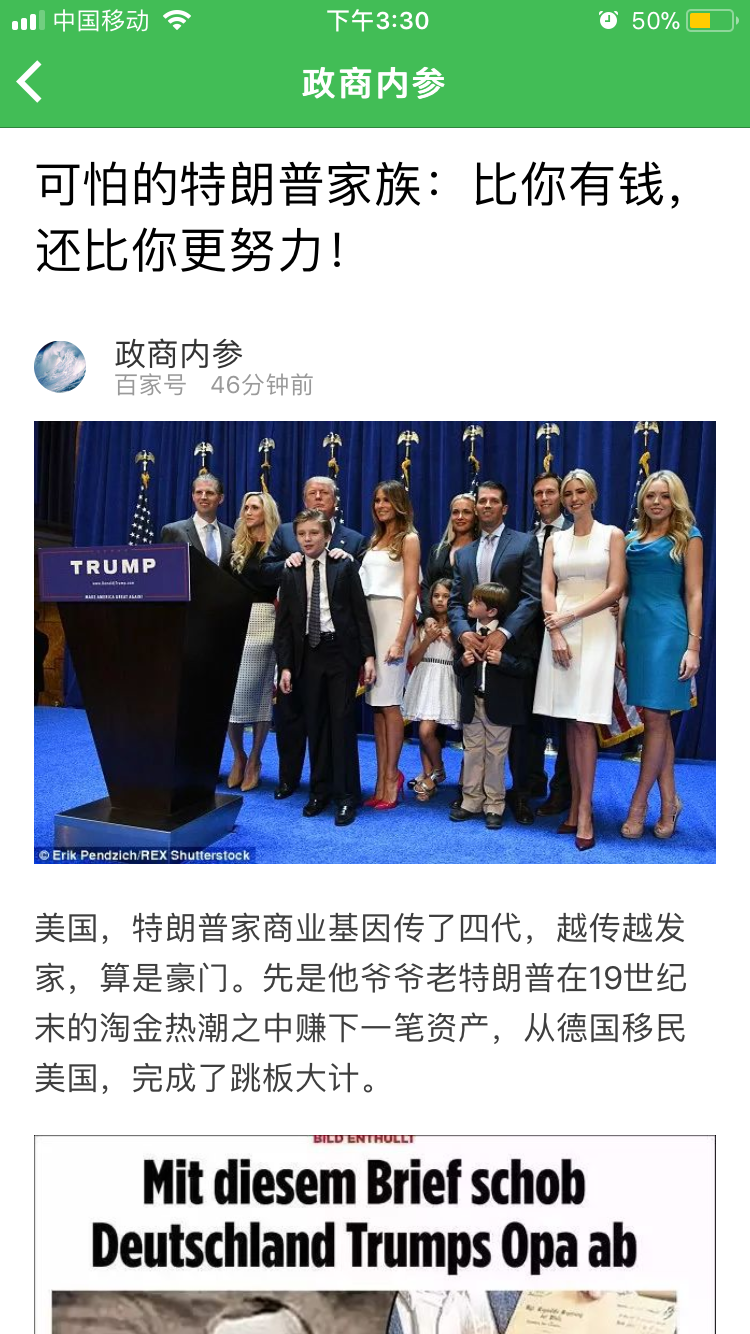 中国移动 下午3:30 50%
政商内参
可怕的特朗普家族：比你有钱，
还比你更努力！
政商内参
百家号 46分钟前
TRUMP
MAKE AMERICA GREAT AGAIN!
© Erik Pendzich/REX Shutterstock
美国，特朗普家商业基因传了四代，越传越发
家，算是豪门。先是他爷爷老特朗普在19世纪
末的淘金热潮之中赚下一笔资产，从德国移民
美国，完成了跳板大计。
BILD ENTHÜLLT
Mit diesem Brief schob
Deutschland Trumps Opa ab